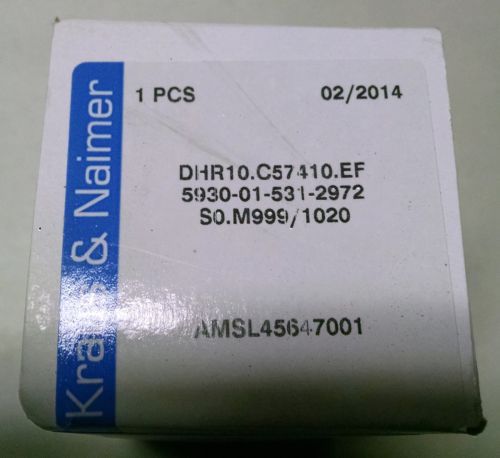 Kraus & Naimer
1 PCS 02/2014
DHR10.C57410.EF
5930-01-531-2972
S0.M999/1020
AMSL45647001